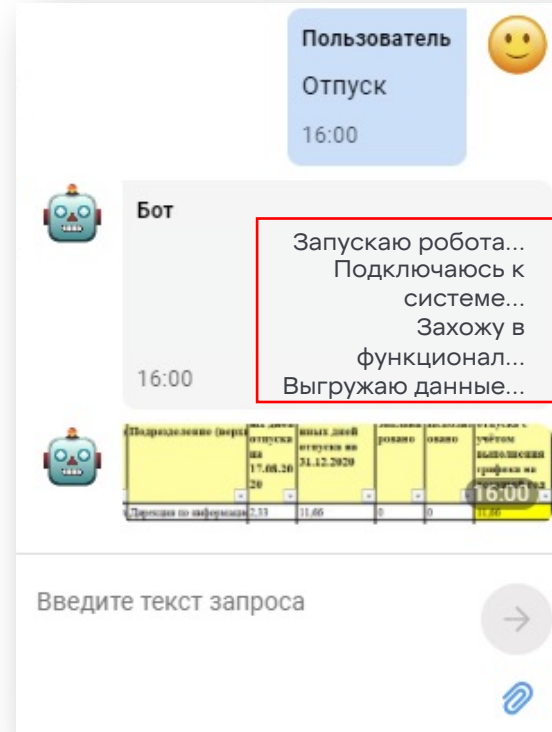 Пользователь
Отпуск
16:00
Бот
Запускаю робота...
Подключаюсь к
системе...
Захожу в
функционал...
Выгружаю данные...
16:00
отпуска
на
17.08.20
20
отпуска на
31.12.2020
учётом
выполнения
графика на
16:00
2,33 11,66 0 0 11,66
Введите текст запроса